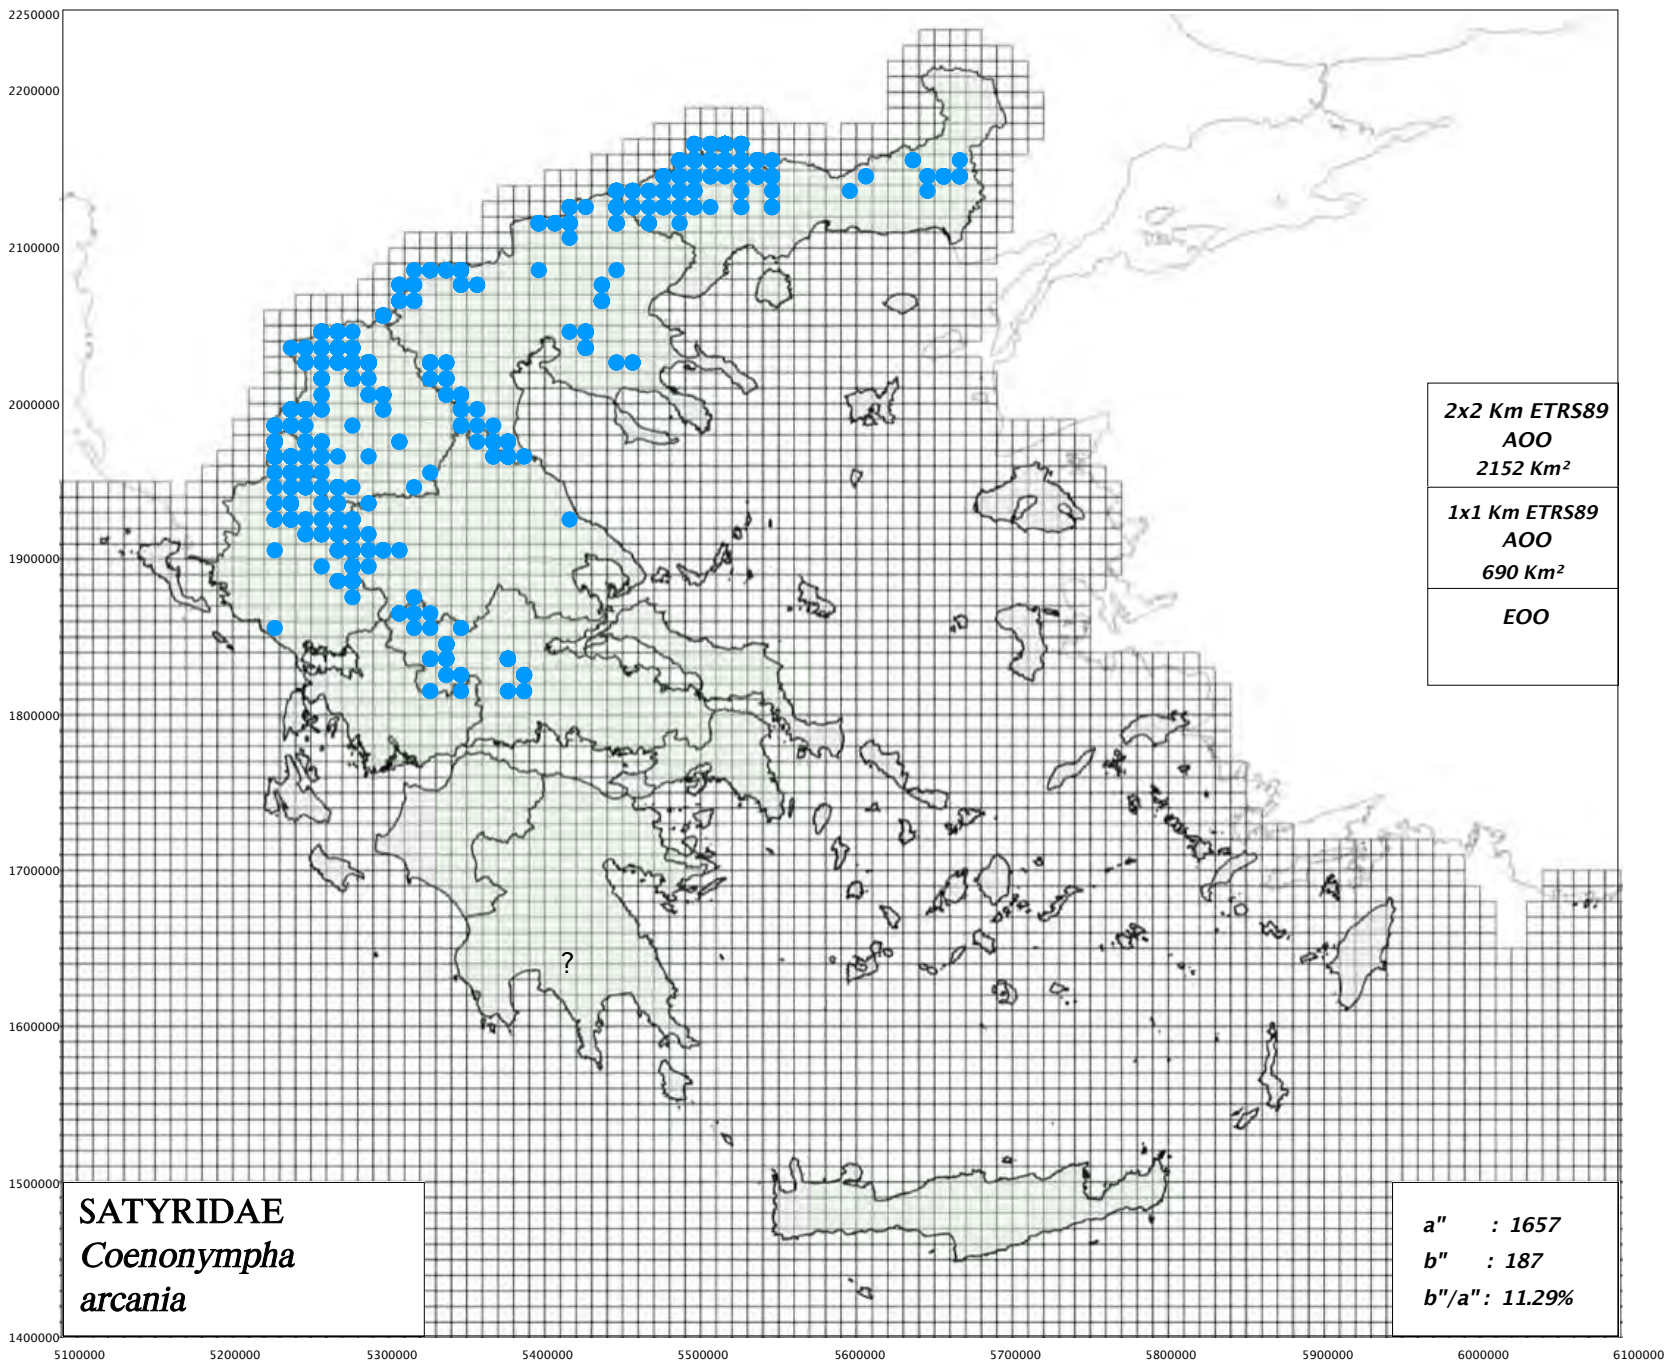 2250000
2200000
2100000
2000000
1900000
1800000
1700000
1600000
1500000
1400000
2x2 Km ETRS89
AOO
2152 Km²
1x1 Km ETRS89
AOO
690 Km²
EOO
?
SATYRIDAE
Coenonympha
arcania
a" : 1657
b" : 187
b"/a" : 11.29%
5100000 5200000 5300000 5400000 5500000 5600000 5700000 5800000 5900000 6000000 6100000